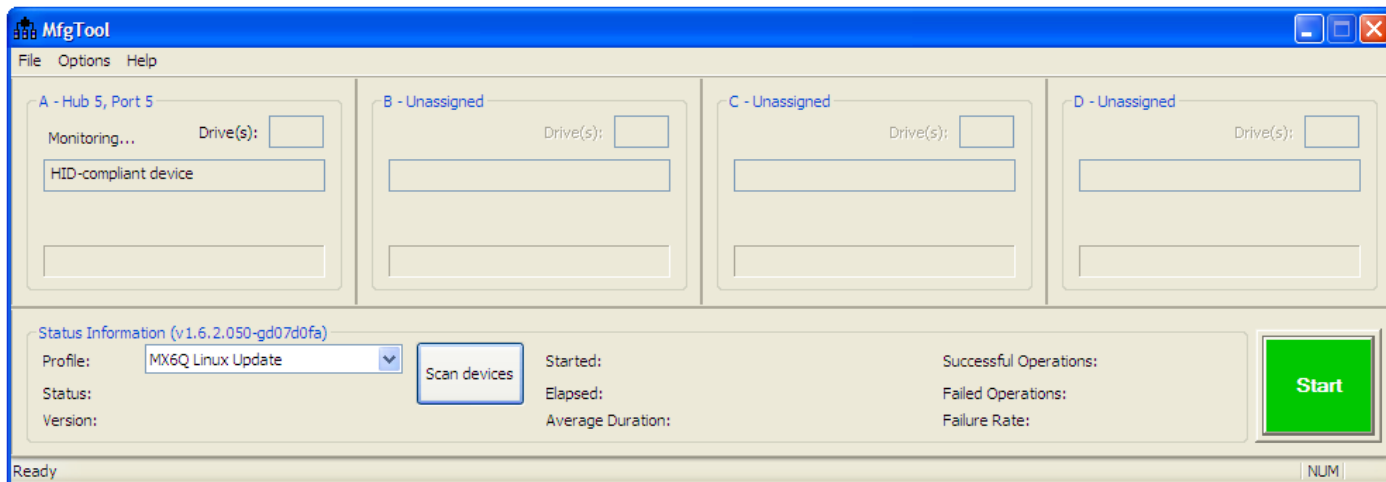 MfgTool
File Options Help
A - Hub 5, Port 5
Monitoring... Drive(s):
HID-compliant device
B - Unassigned
Drive(s):
C - Unassigned
Drive(s):
D - Unassigned
Drive(s):
Status Information (v1.6.2.050-gd07d0fa)
Profile: MX6Q Linux Update
Status:
Version:
Scan devices
Started:
Elapsed:
Average Duration:
Successful Operations:
Failed Operations:
Failure Rate:
Start
Ready NUM